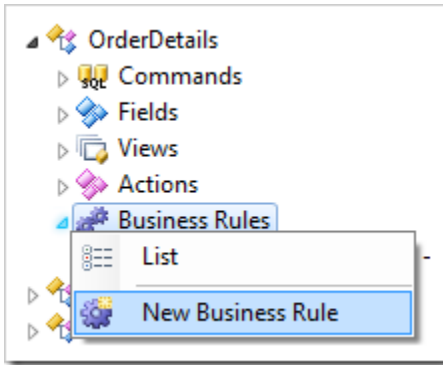 OrderDetails
Commands
Fields
Views
Actions
Business Rules
List
New Business Rule